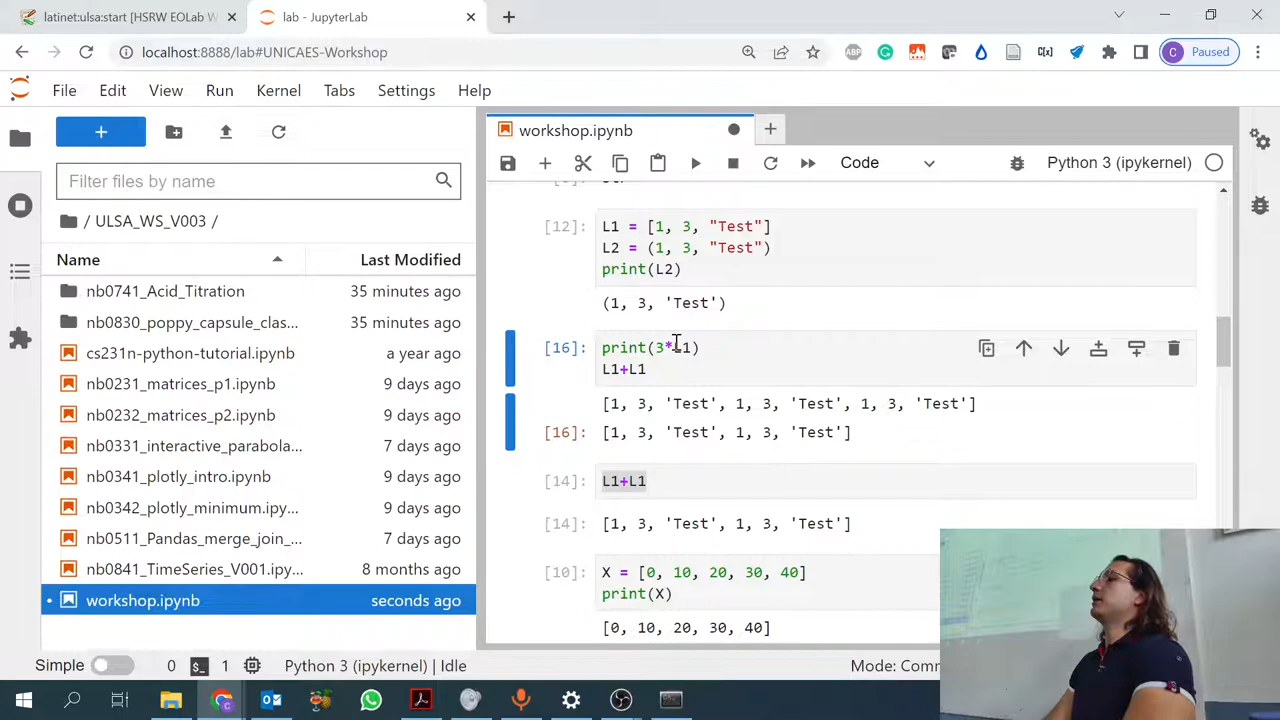 latinet:ulsa:start [HSRW EOLab W
lab - JupyterLab
localhost:8888/lab#UNICAES-Workshop
Paused
File Edit View Run Kernel Tabs Settings Help
workshop.ipynb
Code
Python 3 (ipykernel)
Filter files by name
/ ULSA_WS_V003 /
Name Last Modified
nb0741_Acid_Titration 35 minutes ago
nb0830_poppy_capsule_clas... 35 minutes ago
cs231n-python-tutorial.ipynb a year ago
nb0231_matrices_p1.ipynb 9 days ago
nb0232_matrices_p2.ipynb 9 days ago
nb0331_interactive_parabola... 7 days ago
nb0341_plotly_intro.ipynb 9 days ago
nb0342_plotly_minimum.ipy... 9 days ago
nb0511_Pandas_merge_join_... 7 days ago
nb0841_TimeSeries_V001.ipy... 8 months ago
workshop.ipynb seconds ago
[12]: L1 = [1, 3, "Test"]
L2 = (1, 3, "Test")
print(L2)
(1, 3, 'Test')
[16]: print(3*L1)
L1+L1
[1, 3, 'Test', 1, 3, 'Test', 1, 3, 'Test']
[16]: [1, 3, 'Test', 1, 3, 'Test']
[14]: L1+L1
[14]: [1, 3, 'Test', 1, 3, 'Test']
[10]: X = [0, 10, 20, 30, 40]
print(X)
[0, 10, 20, 30, 40]
Simple 0 1 Python 3 (ipykernel) | Idle
Mode: Comm